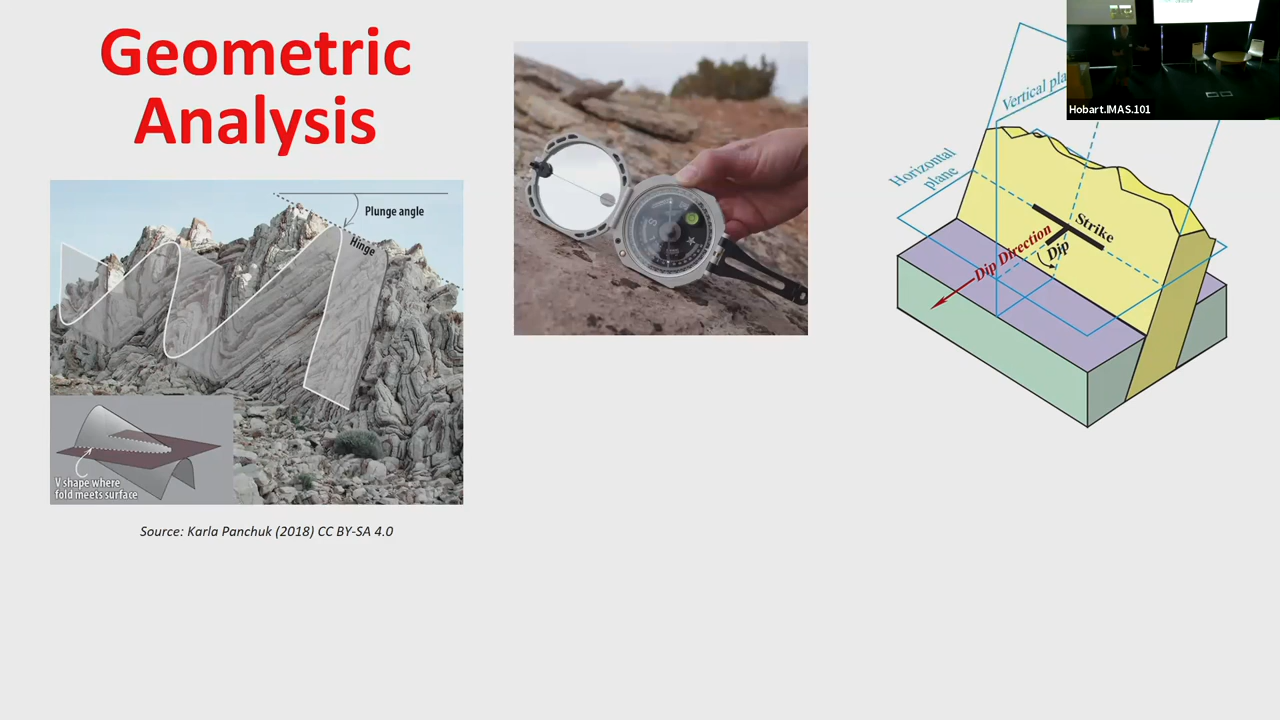 Geometric
Analysis
Plunge angle
Hinge
V shape where
fold meets surface
Source: Karla Panchuk (2018) CC BY-SA 4.0
Vertical pla
Horizontal
plane
Strike
Dip
Dip Direction
Hobart.IMAS.101